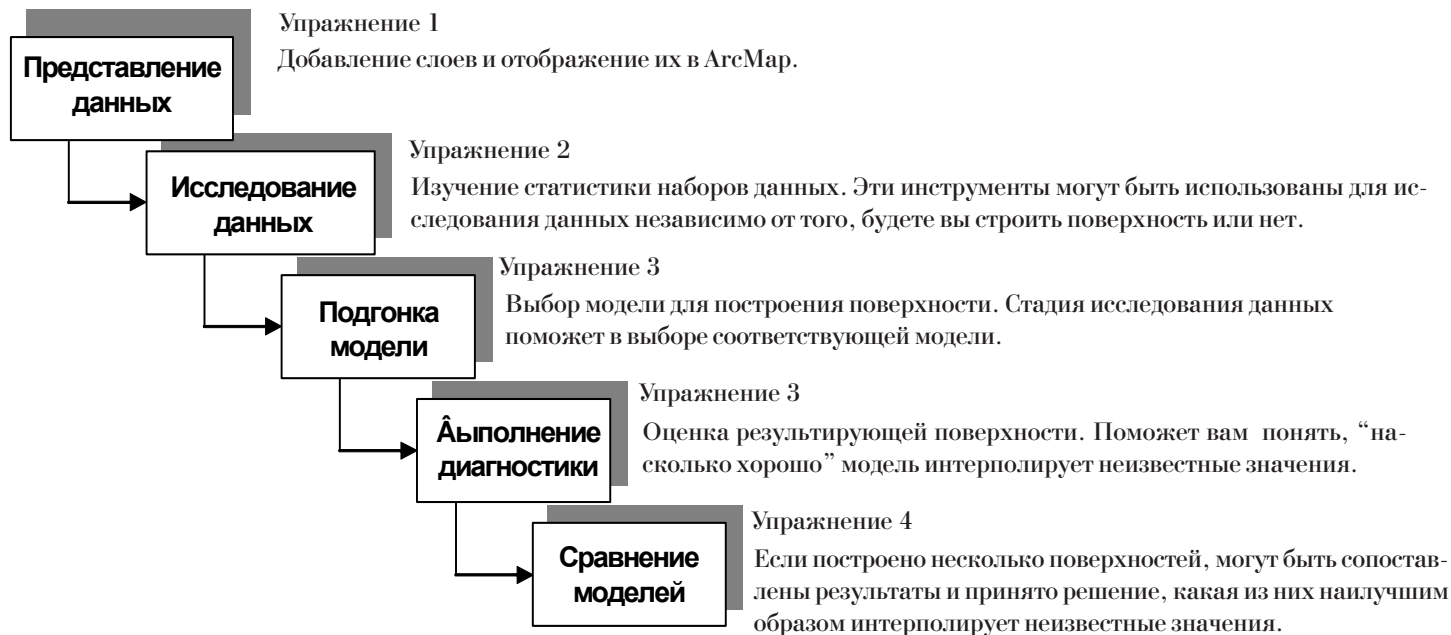 Упражнение 1
Добавление слоев и отображение их в ArcMap.
Представление
данных
Упражнение 2
Изучение статистики наборов данных. Эти инструменты могут быть использованы для ис-
следования данных независимо от того, будете вы строить поверхность или нет.
Исследование
данных
Упражнение 3
Выбор модели для построения поверхности. Стадия исследования данных
поможет в выборе соответствующей модели.
Подгонка
модели
Упражнение 3
Оценка результирующей поверхности. Поможет вам понять, “на-
сколько хорошо” модель интерполирует неизвестные значения.
Âыполнение
диагностики
Упражнение 4
Если построено несколько поверхностей, могут быть сопостав-
лены результаты и принято решение, какая из них наилучшим
образом интерполирует неизвестные значения.
Сравнение
моделей